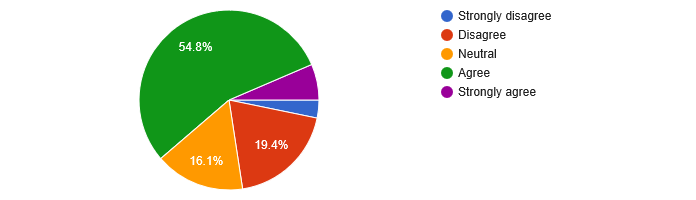 54.8%
19.4%
16.1%
Strongly disagree
Disagree
Neutral
Agree
Strongly agree